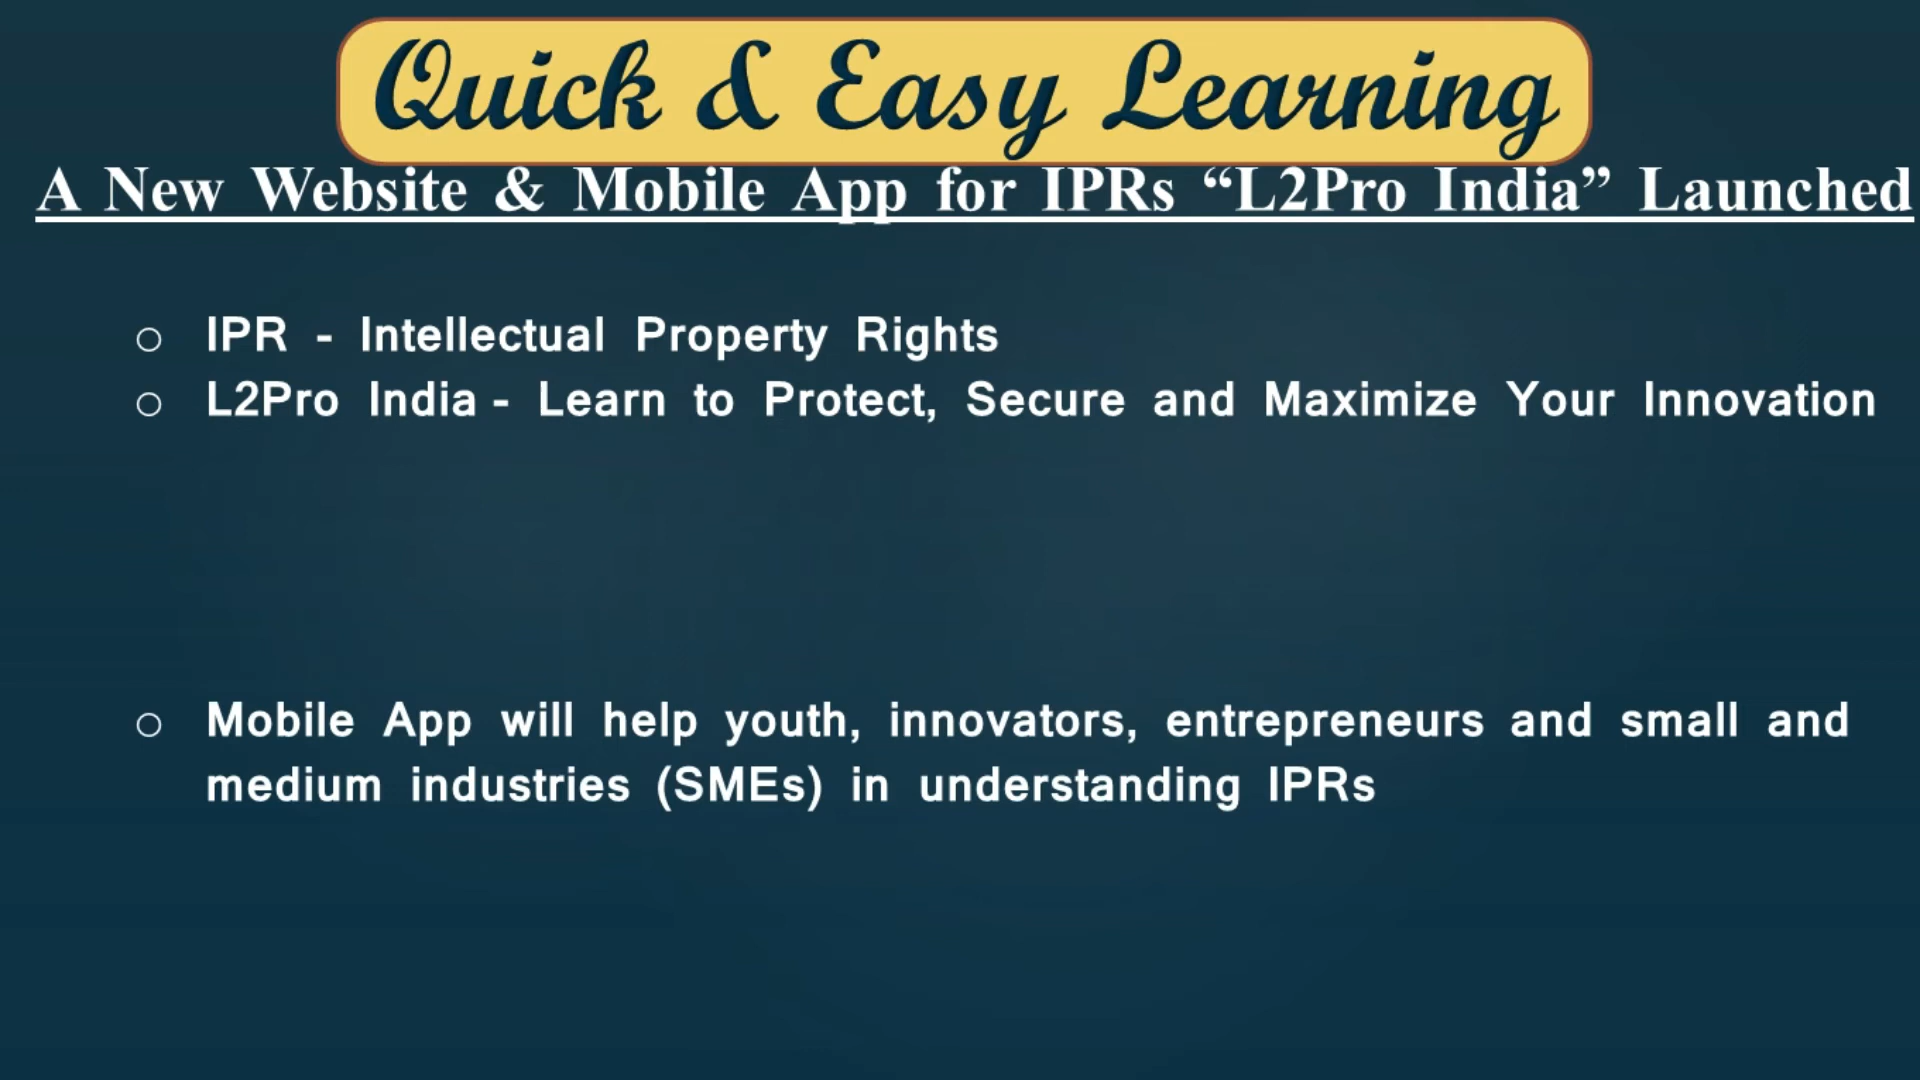 Quick & Easy Learning
A New Website & Mobile App for IPRs “L2Pro India” Launched
○ IPR - Intellectual Property Rights
○ L2Pro India - Learn to Protect, Secure and Maximize Your Innovation
○ Mobile App will help youth, innovators, entrepreneurs and small and
medium industries (SMEs) in understanding IPRs